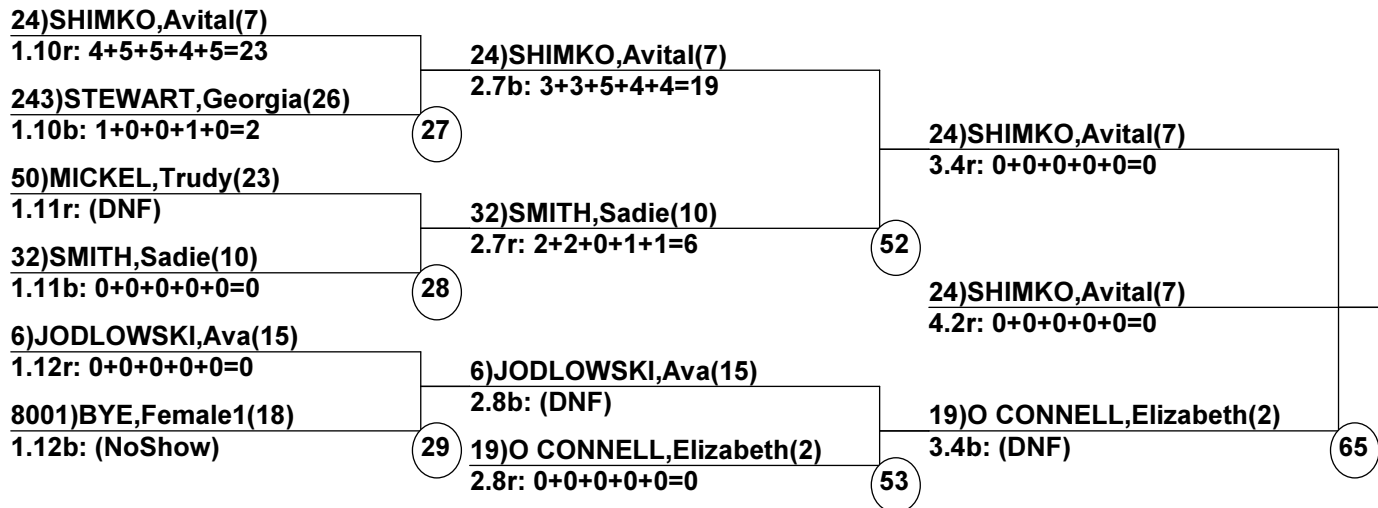 24)SHIMKO,Avital(7)
1.10r: 4+5+5+4+5=23
243)STEWART,Georgia(26)
1.10b: 1+0+0+1+0=2
27
50)MICKEL,Trudy(23)
1.11r: (DNF)
32)SMITH,Sadie(10)
1.11b: 0+0+0+0+0=0
28
6)JODLOWSKI,Ava(15)
1.12r: 0+0+0+0+0=0
8001)BYE,Female1(18)
1.12b: (NoShow)
29
24)SHIMKO,Avital(7)
2.7b: 3+3+5+4+4=19
32)SMITH,Sadie(10)
2.7r: 2+2+0+1+1=6
52
6)JODLOWSKI,Ava(15)
2.8b: (DNF)
19)O CONNELL,Elizabeth(2)
2.8r: 0+0+0+0+0=0
53
24)SHIMKO,Avital(7)
3.4r: 0+0+0+0+0=0
24)SHIMKO,Avital(7)
4.2r: 0+0+0+0+0=0
19)O CONNELL,Elizabeth(2)
3.4b: (DNF)
65